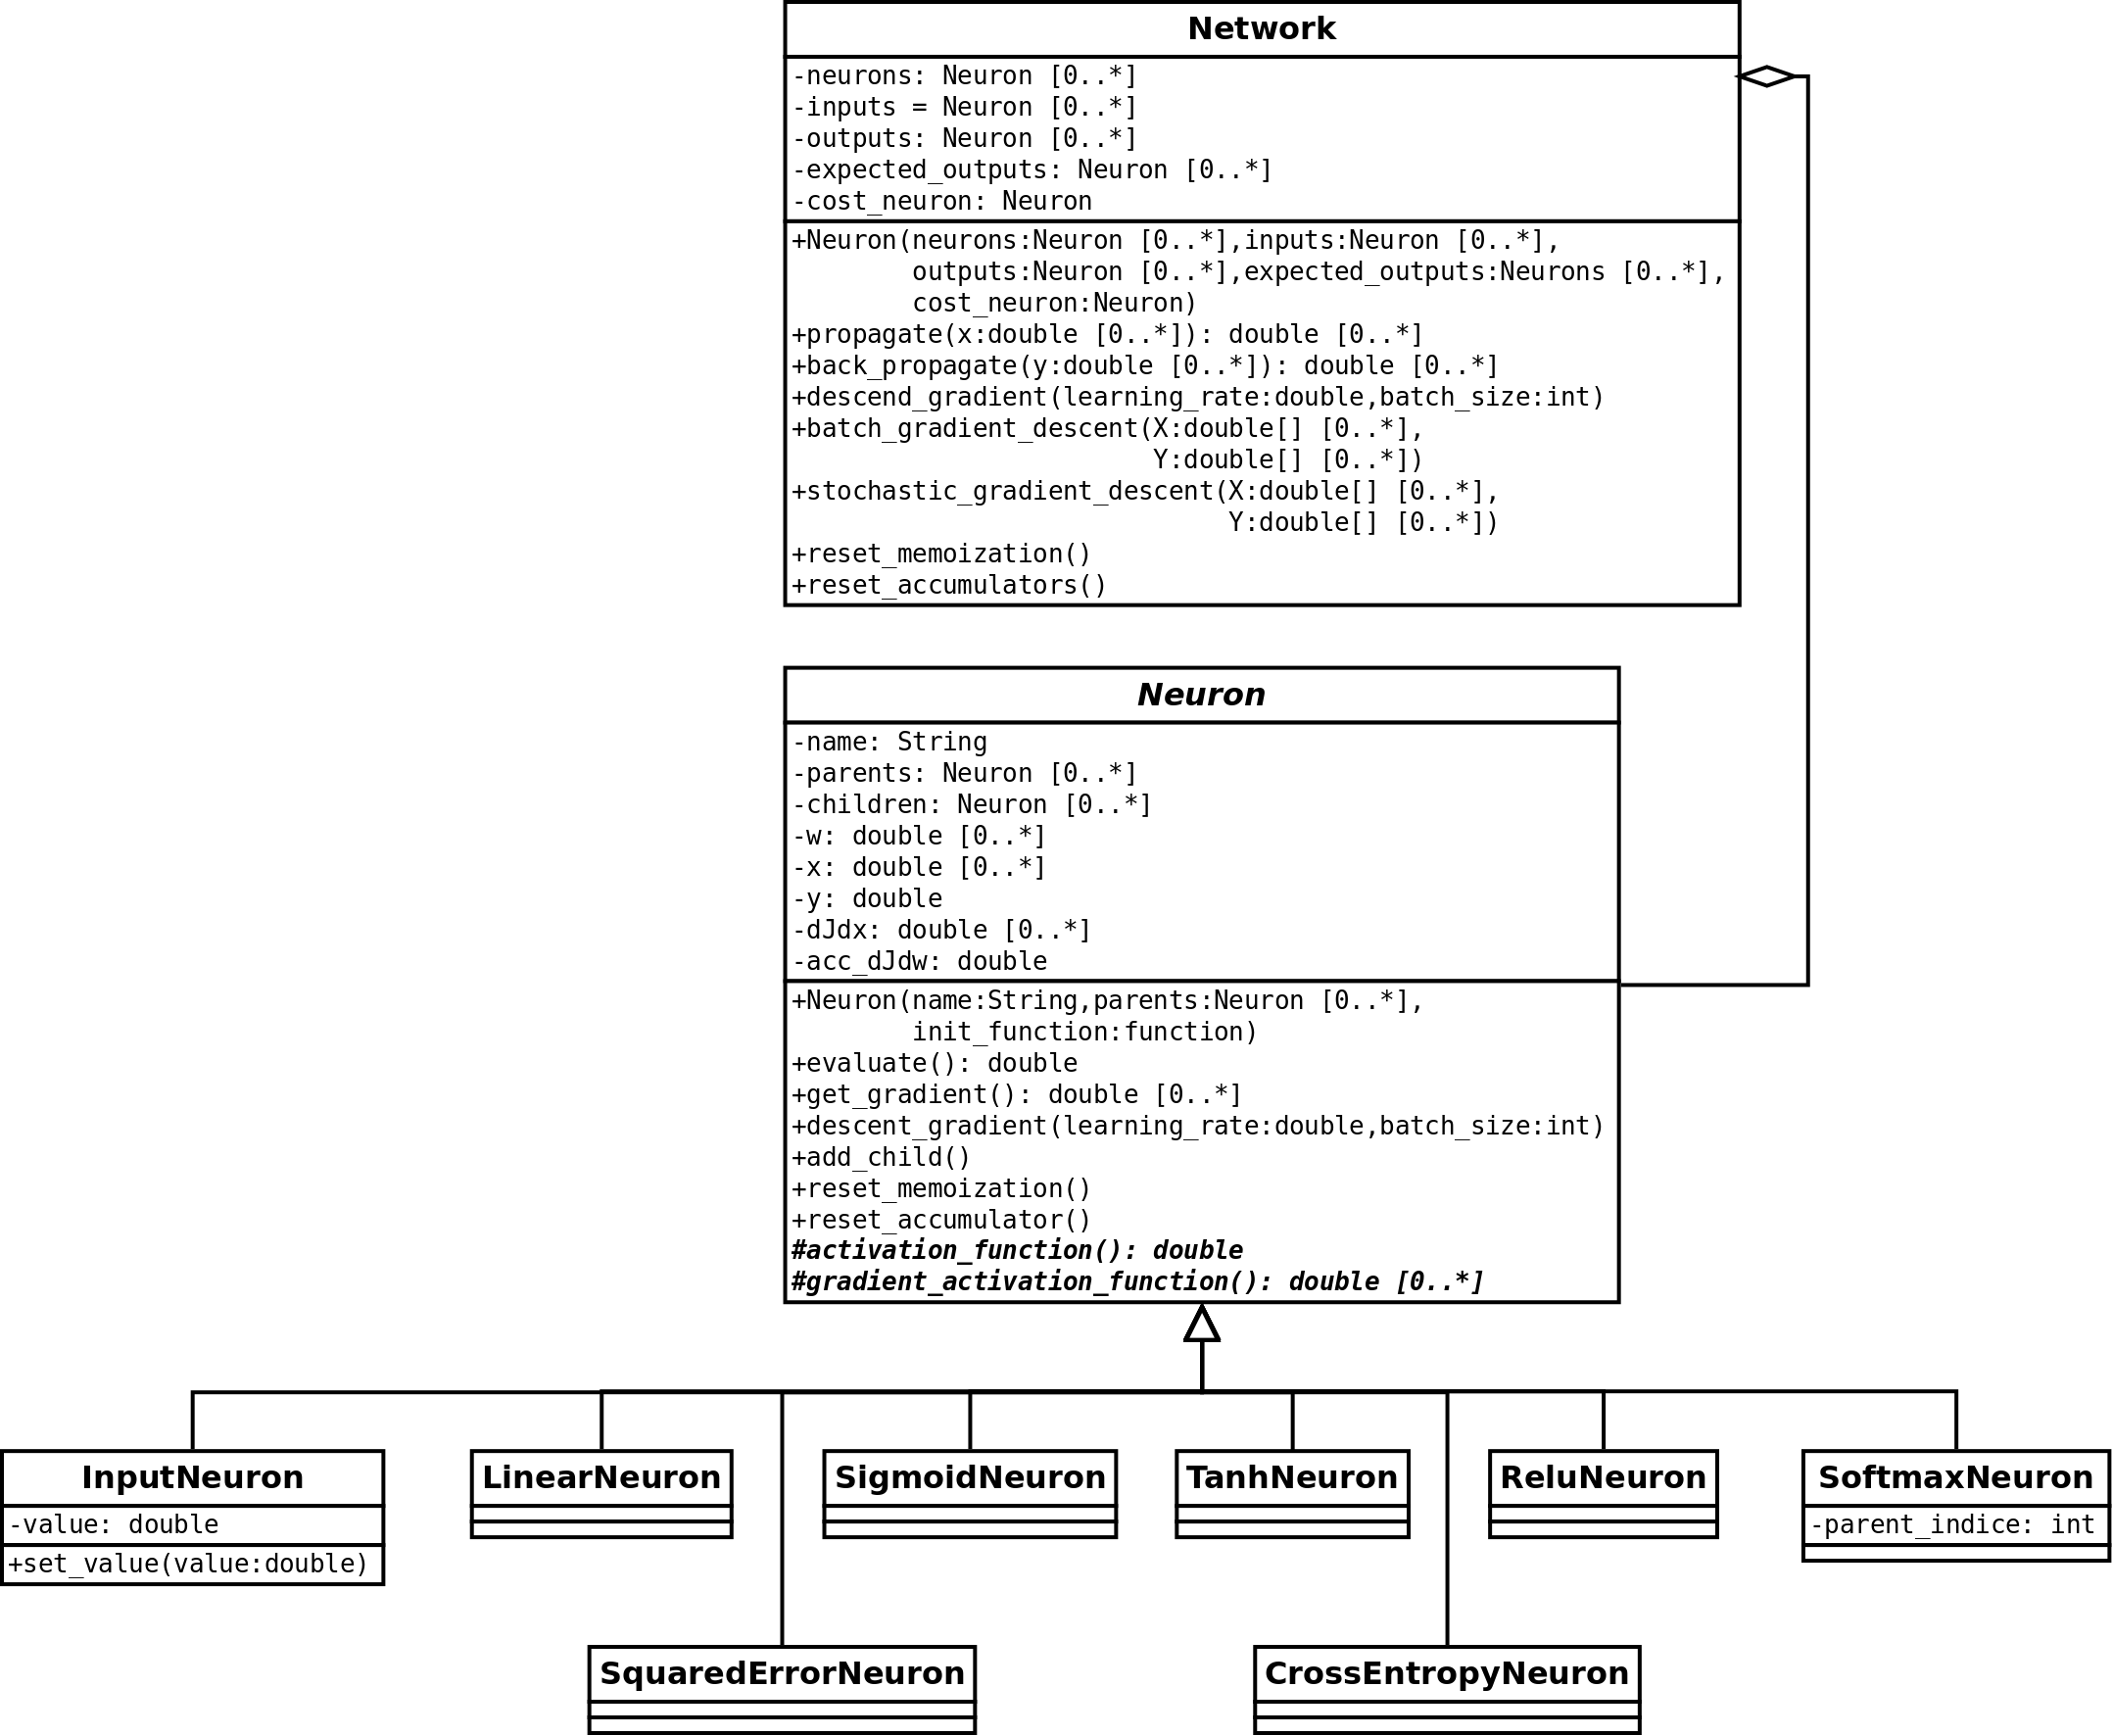 Network
-neurons: Neuron [0..*]
-inputs = Neuron [0..*]
-outputs: Neuron [0..*]
-expected_outputs: Neuron [0..*]
-cost_neuron: Neuron
+Neuron(neurons:Neuron [0..*],inputs:Neuron [0..*],
outputs:Neuron [0..*],expected_outputs:Neurons [0..*],
cost_neuron:Neuron)
+propagate(x:double [0..*]): double [0..*]
+back_propagate(y:double [0..*]): double [0..*]
+descend_gradient(learning_rate:double,batch_size:int)
+batch_gradient_descent(X:double[] [0..*],
Y:double[] [0..*])
+stochastic_gradient_descent(X:double[] [0..*],
Y:double[] [0..*])
+reset_memoization()
+reset_accumulators()
Neuron
-name: String
-parents: Neuron [0..*]
-children: Neuron [0..*]
-w: double [0..*]
-x: double [0..*]
-y: double
-dJdx: double [0..*]
-acc_dJdw: double
+Neuron(name:String,parents:Neuron [0..*],
init_function:function)
+evaluate(): double
+get_gradient(): double [0..*]
+descent_gradient(learning_rate:double,batch_size:int)
+add_child()
+reset_memoization()
+reset_accumulator()
#activation_function(): double
#gradient_activation_function(): double [0..*]
InputNeuron
-value: double
+set_value(value:double)
LinearNeuron
SigmoidNeuron
TanhNeuron
ReluNeuron
SoftmaxNeuron
-parent_indice: int
SquaredErrorNeuron
CrossEntropyNeuron